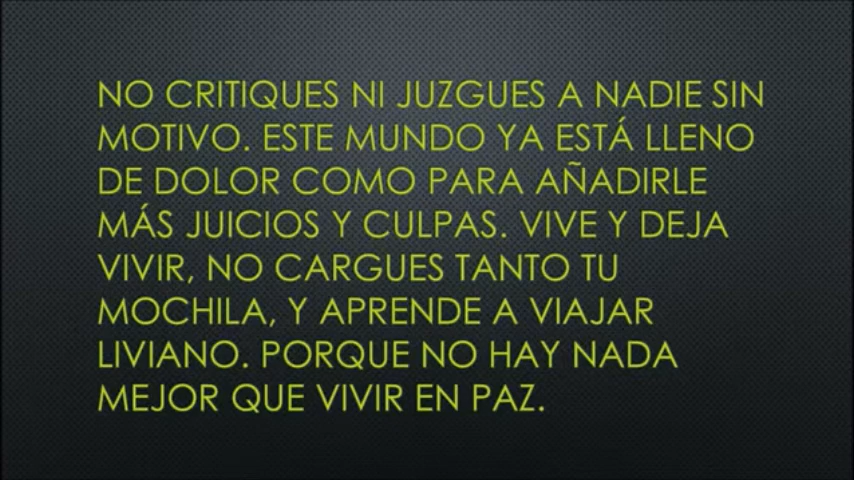 NO CRITIQUES NI JUZGUES A NADIE SIN
MOTIVO. ESTE MUNDO YA ESTÁ LLENO
DE DOLOR COMO PARA AÑADIRLE
MÁS JUICIOS Y CULPAS. VIVE Y DEJA
VIVIR, NO CARGUES TANTO TU
MOCHILA, Y APRENDE A VIAJAR
LIVIANO. PORQUE NO HAY NADA
MEJOR QUE VIVIR EN PAZ.